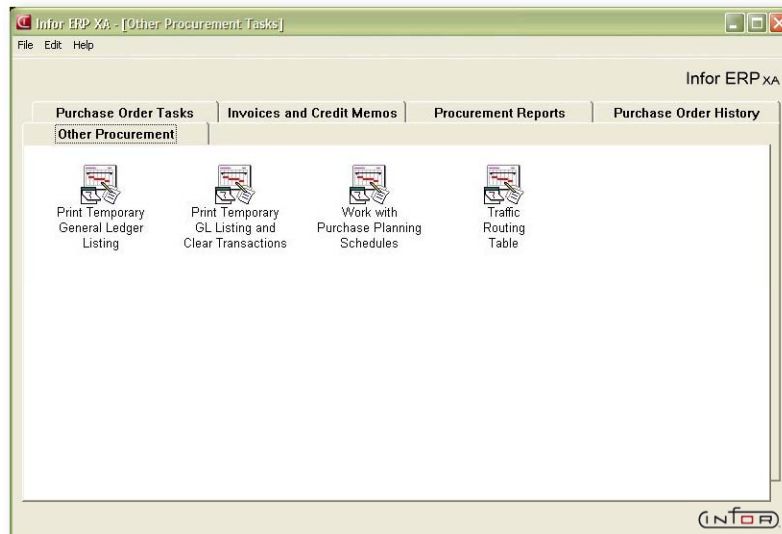 Infor ERP XA - [Other Procurement Tasks]
File Edit Help
Infor ERP XA
Purchase Order Tasks Invoices and Credit Memos Procurement Reports Purchase Order History
Other Procurement
Print Temporary General Ledger Listing
Print Temporary GL Listing and Clear Transactions
Work with Purchase Planning Schedules
Traffic Routing Table
infor